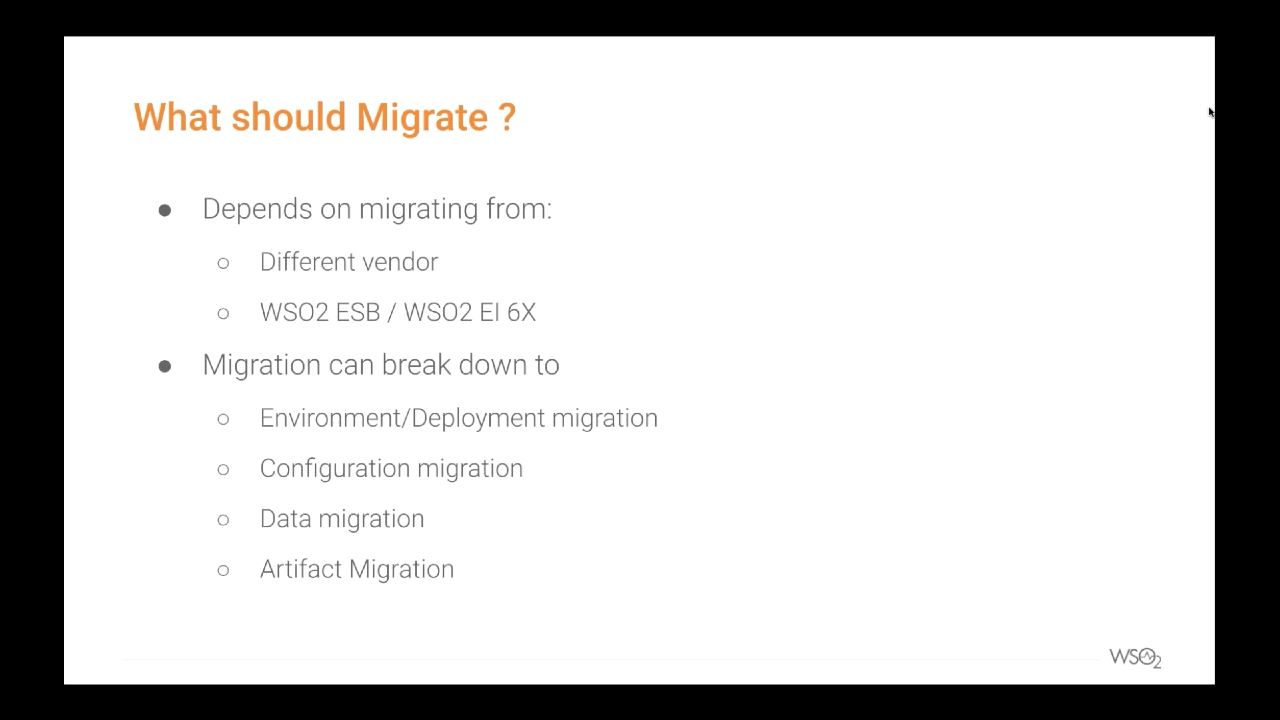 What should Migrate ?
● Depends on migrating from:
○ Different vendor
○ WSO2 ESB / WSO2 EI 6X
● Migration can break down to
○ Environment/Deployment migration
○ Configuration migration
○ Data migration
○ Artifact Migration
WSO2